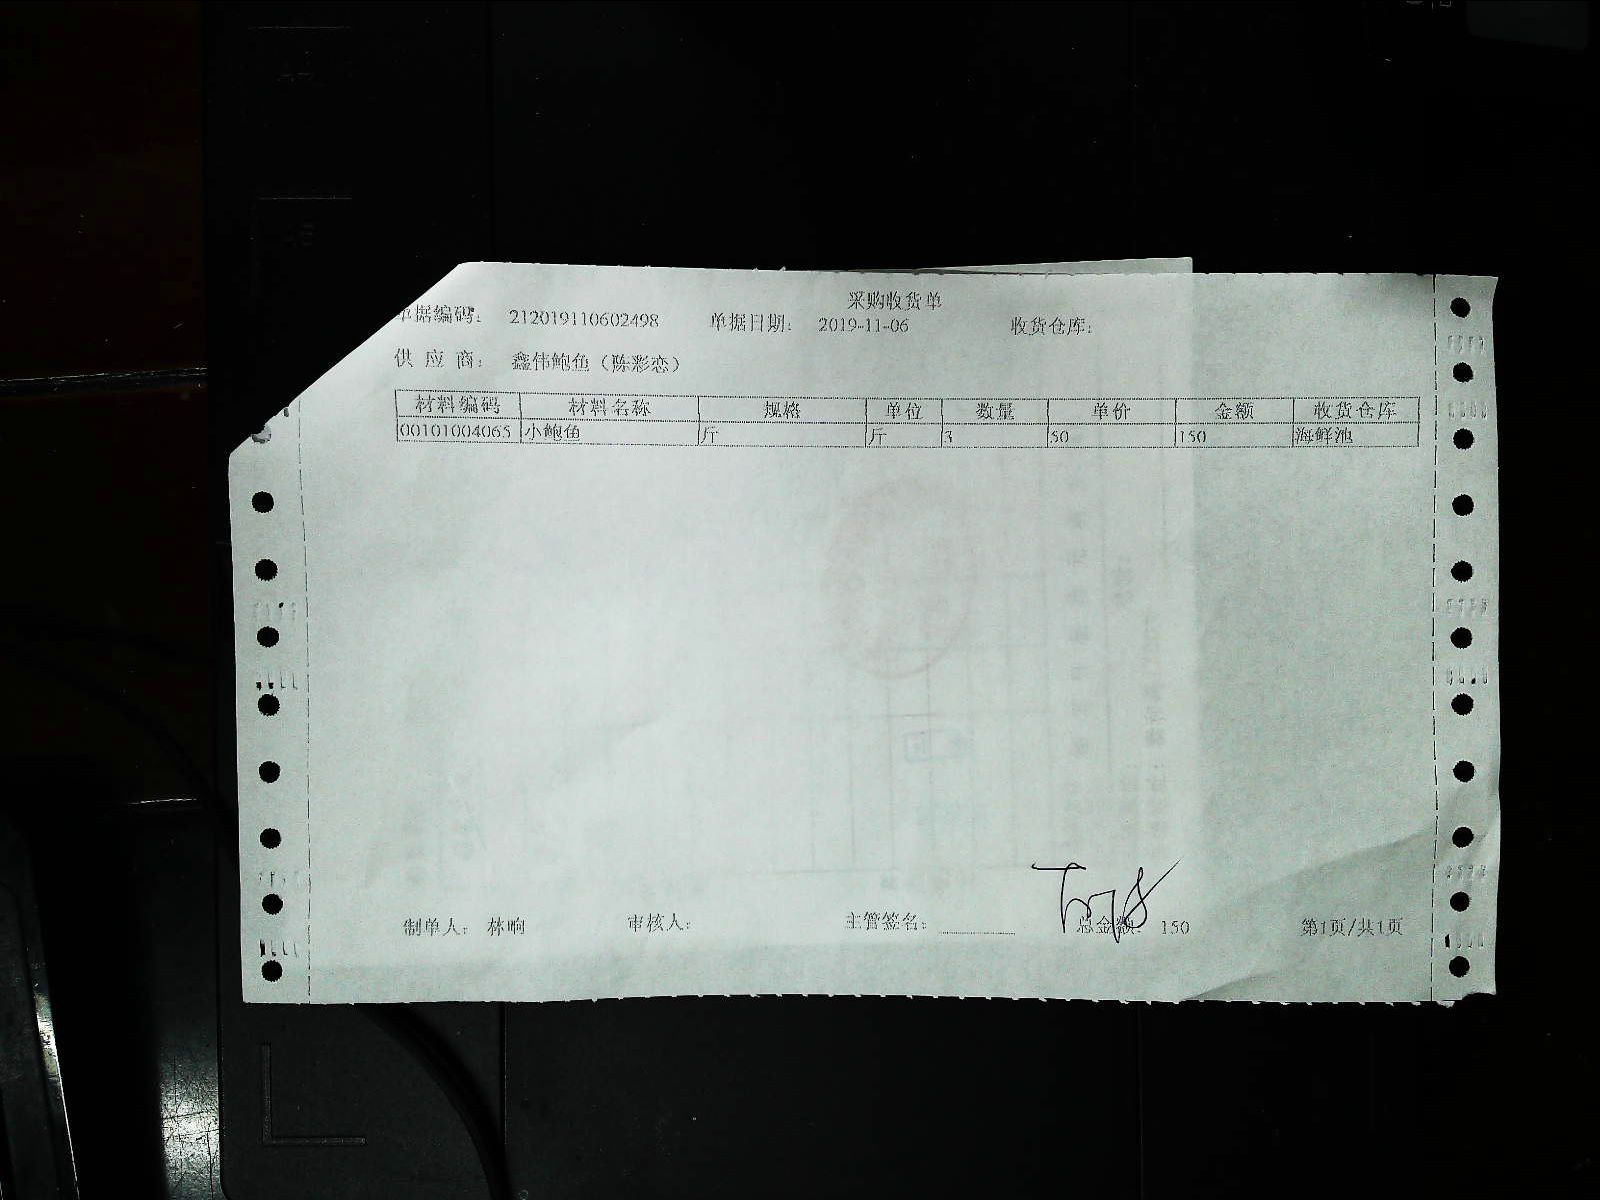 采购收货单
单据编码： 212019110602498 单据日期： 2019-11-06 收货仓库：
供 应 商： 鑫伟鲍鱼（陈彩恋）
材料编码 材料名称 规格 单位 数量 单价 金额 收货仓库
00101004065 小鲍鱼 斤 斤 3 50 150 海鲜池
制单人： 林晌 审核人： 主管签名： 总金额： 150 第1页/共1页